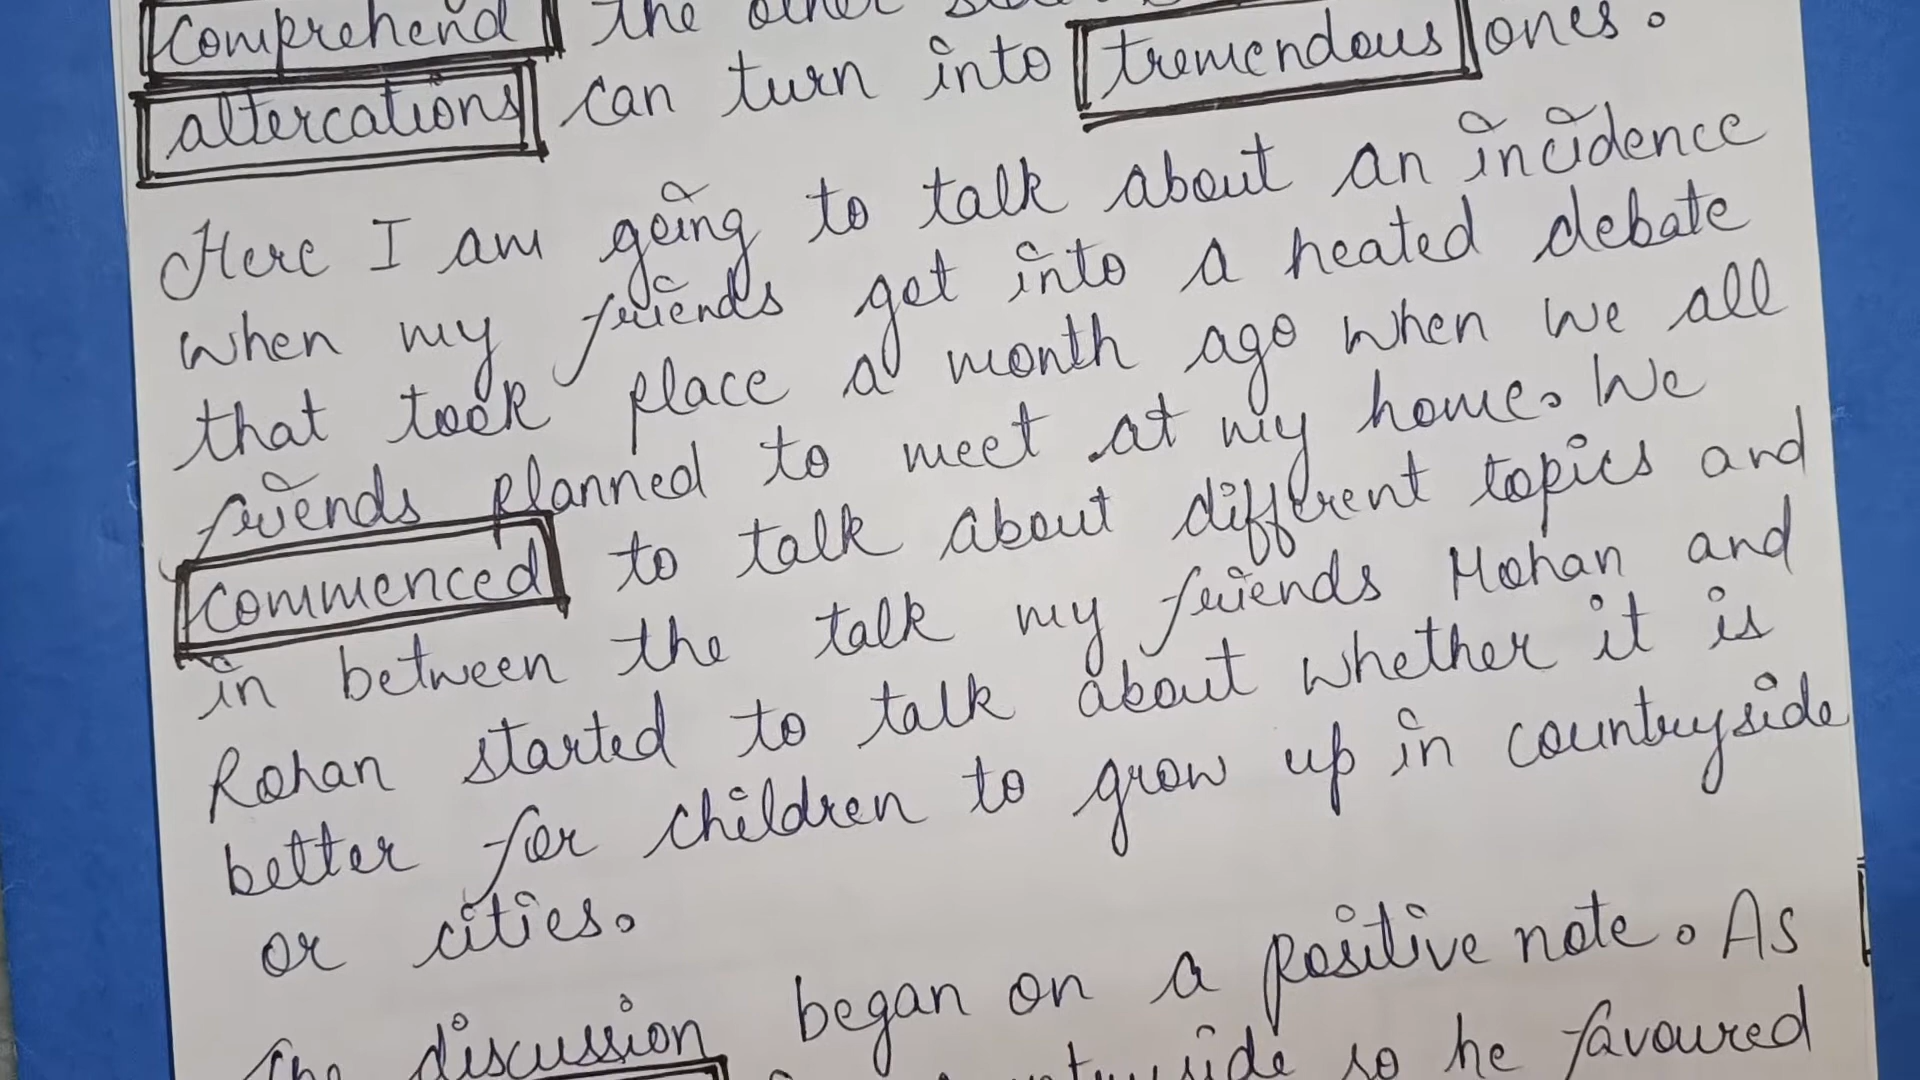 comprehend the other
altercations can turn into tremendous ones.
Here I am going to talk about an incidence
when my friends get into a heated debate
that took place a month ago when we all
friends planned to meet at my home. We
commenced to talk about different topics and
in between the talk my friends Mohan and
Rohan started to talk about whether it is
better for children to grow up in countryside
or cities.
The discussion began on a positive note. As
so he favoured